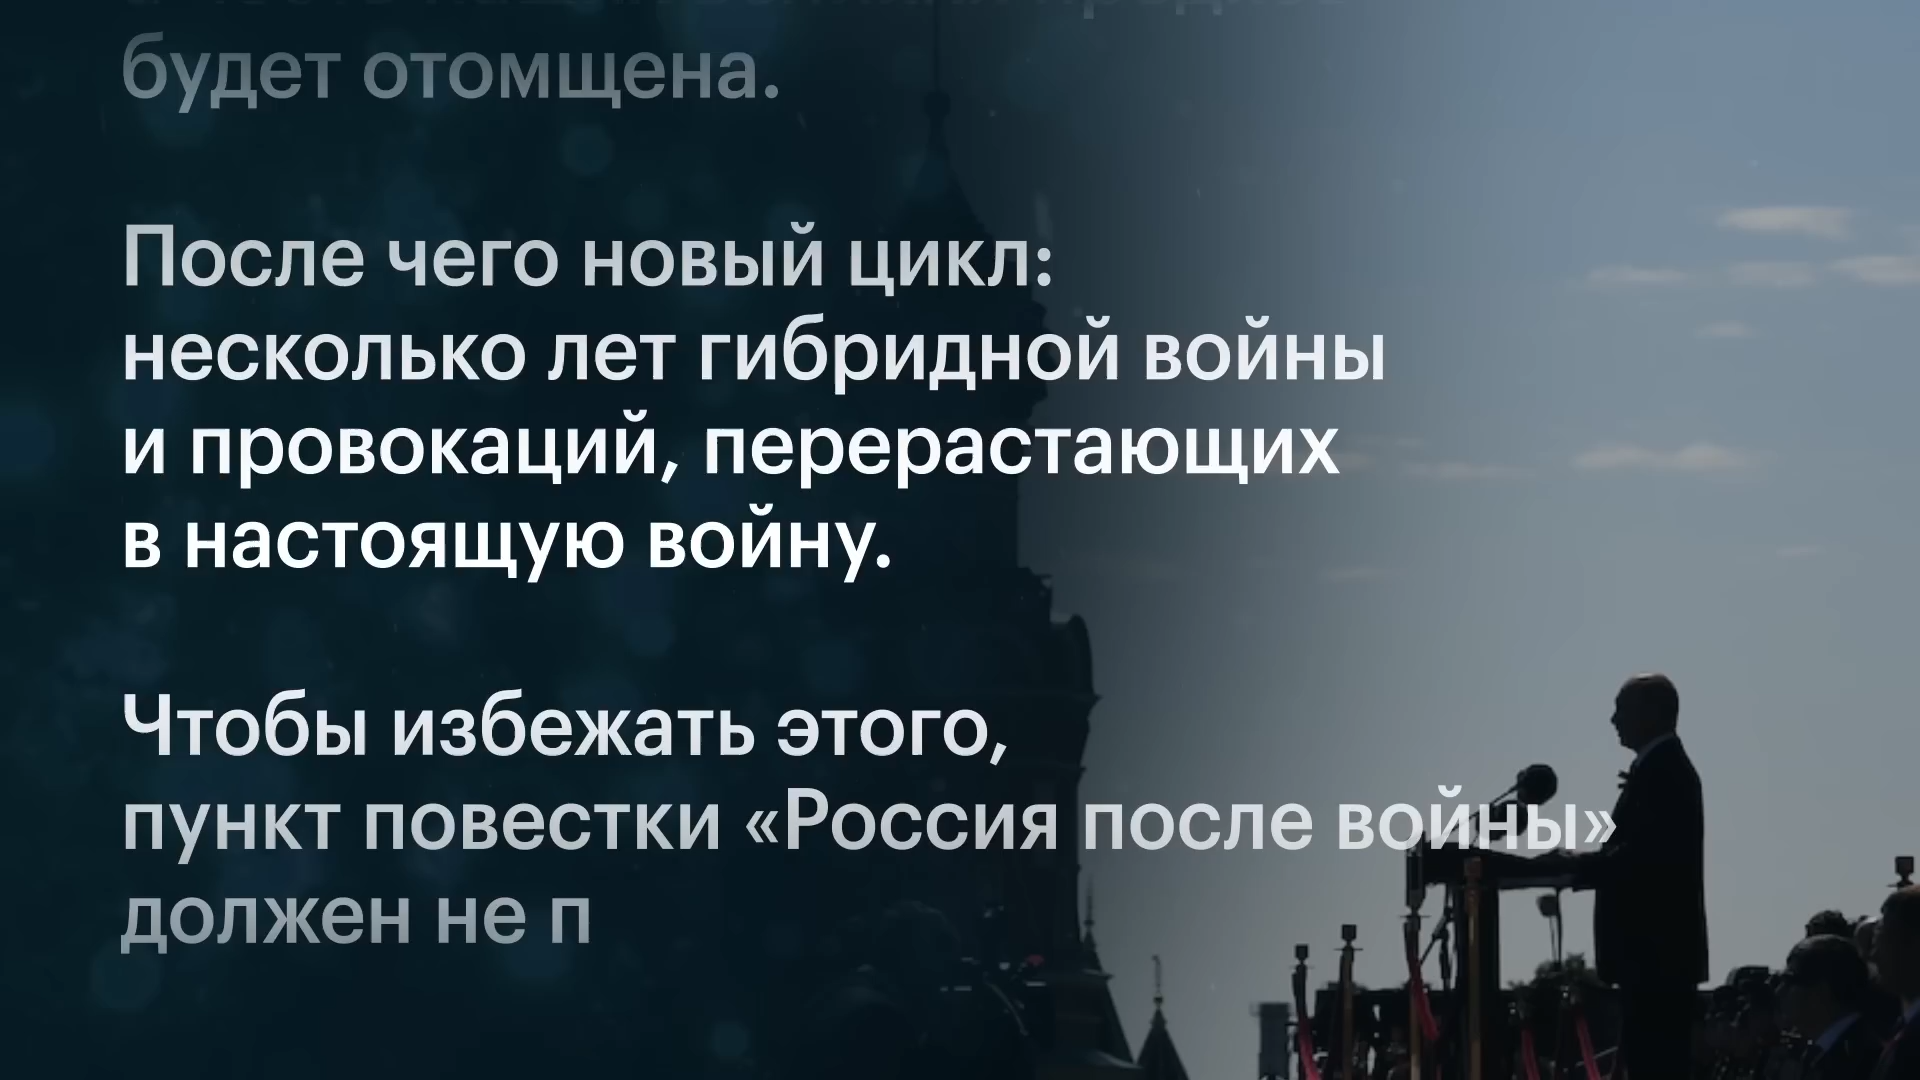 будет отомщена.
После чего новый цикл:
несколько лет гибридной войны
и провокаций, перерастающих
в настоящую войну.
Чтобы избежать этого,
пункт повестки «Россия после войны»
должен не п